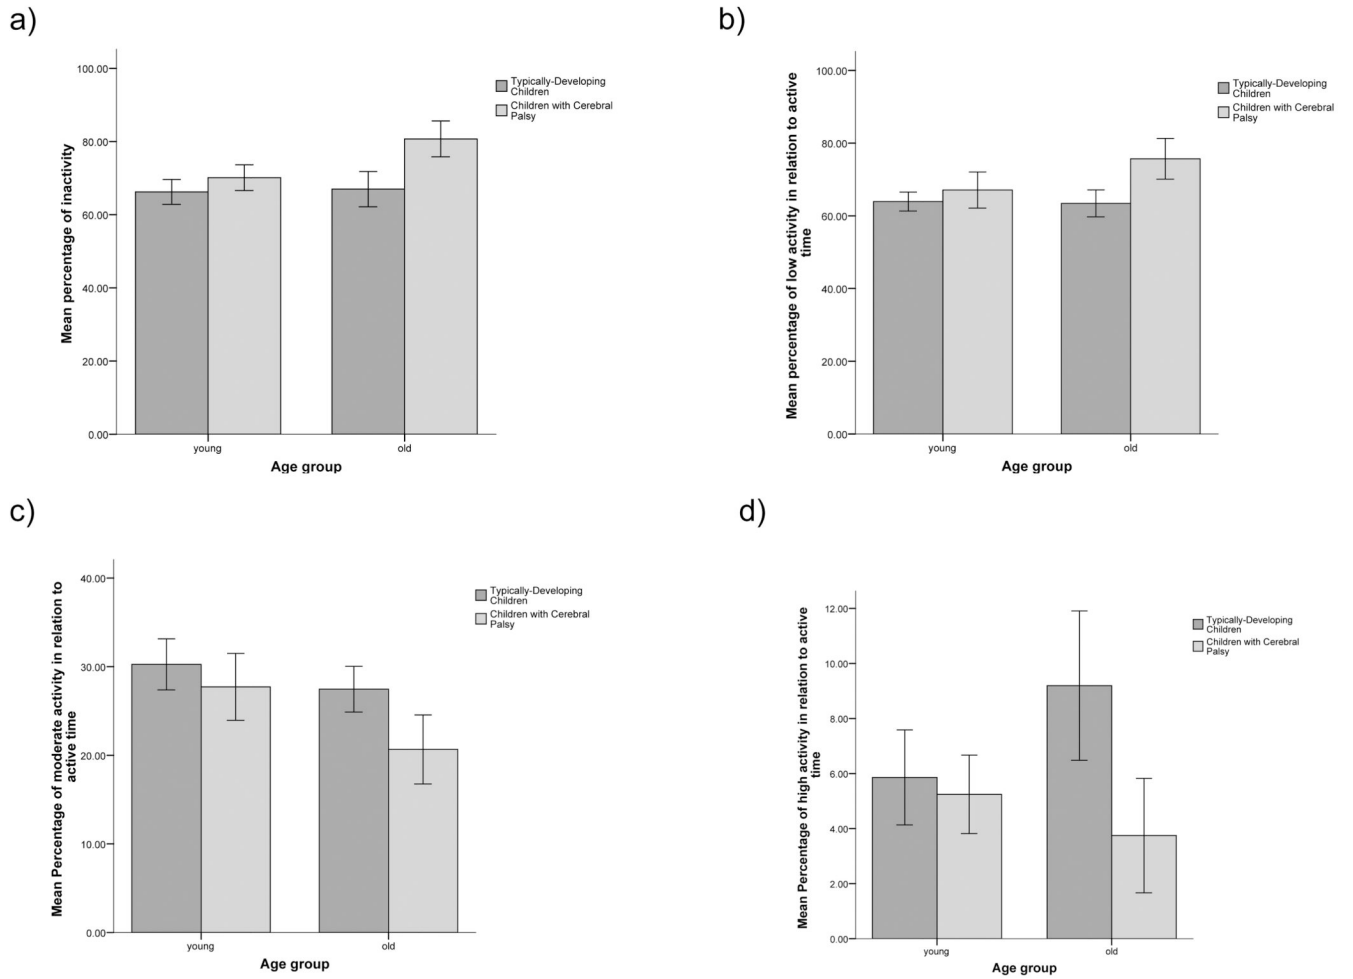 a)
Mean percentage of inactivity
100.00
80.00
60.00
40.00
20.00
0.00
young
old
Age group
Typically-Developing
Children
Children with Cerebral
Palsy
b)
Mean percentage of low activity in relation to active
time
100.00
80.00
60.00
40.00
20.00
0.00
young
old
Age group
Typically-Developing
Children
Children with Cerebral
Palsy
c)
Mean Percentage of moderate activity in relation to
active time
40.00
30.00
20.00
10.00
0.00
young
old
Age group
Typically-Developing
Children
Children with Cerebral
Palsy
d)
Mean Percentage of high activity in relation to active
time
12.00
10.00
8.00
6.00
4.00
2.00
0.00
young
old
Age group
Typically-Developing
Children
Children with Cerebral
Palsy